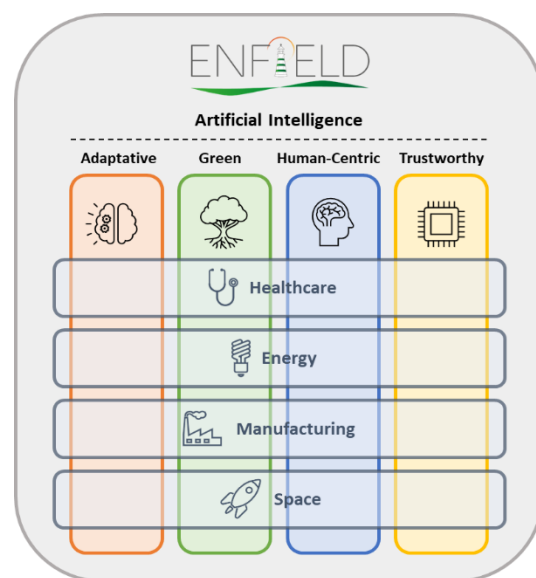 ENFIELD
Artificial Intelligence
Adaptative Green Human-Centric Trustworthy
Healthcare
Energy
Manufacturing
Space